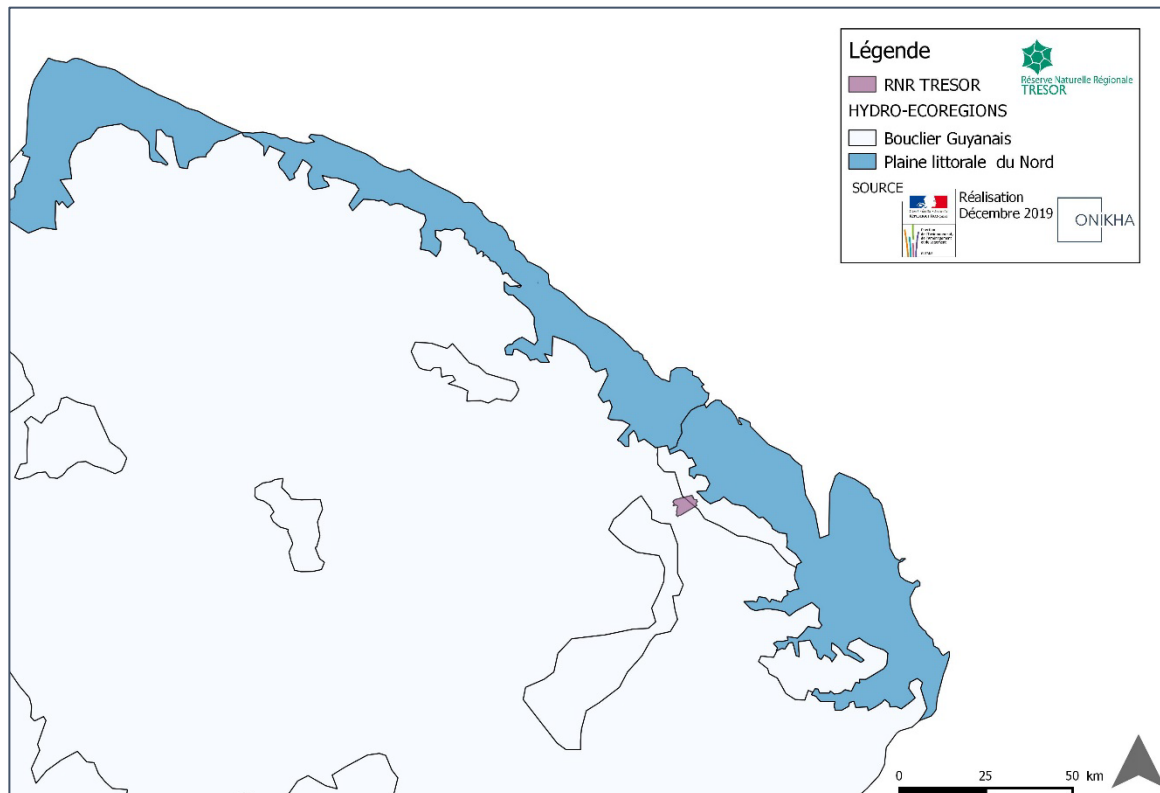 Légende
Réserve Naturelle Régionale
TRESOR
RNR TRESOR
HYDRO-ECOREGIONS
Bouclier Guyanais
Plaine littorale du Nord
SOURCE
Réalisation
Décembre 2019
ONIKHA
0 25 50 km